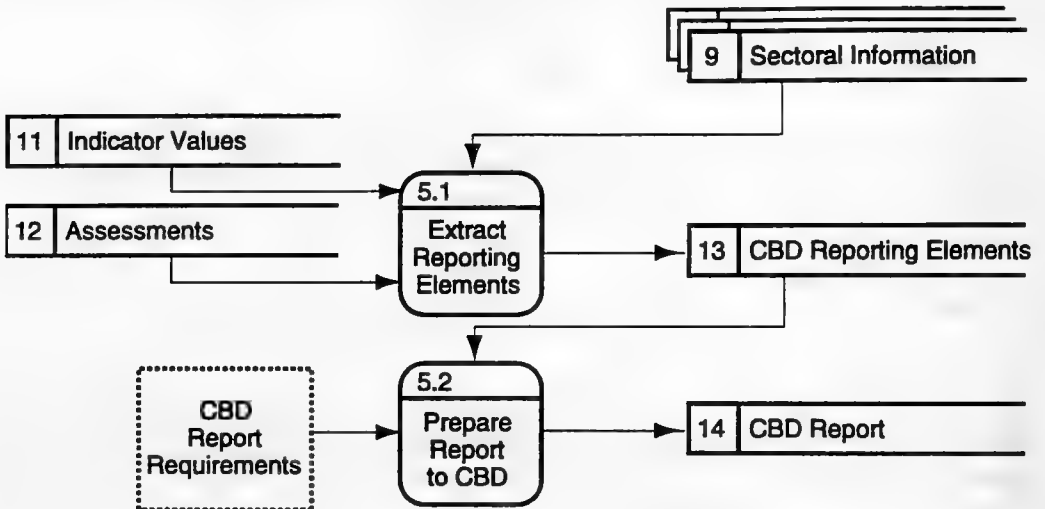 9 Sectoral Information
11 Indicator Values
5.1
12 Assessments
Extract
Reporting
Elements
13 CBD Reporting Elements
5.2
CBD
Report
Requirements
Prepare
Report
to CBD
14 CBD Report